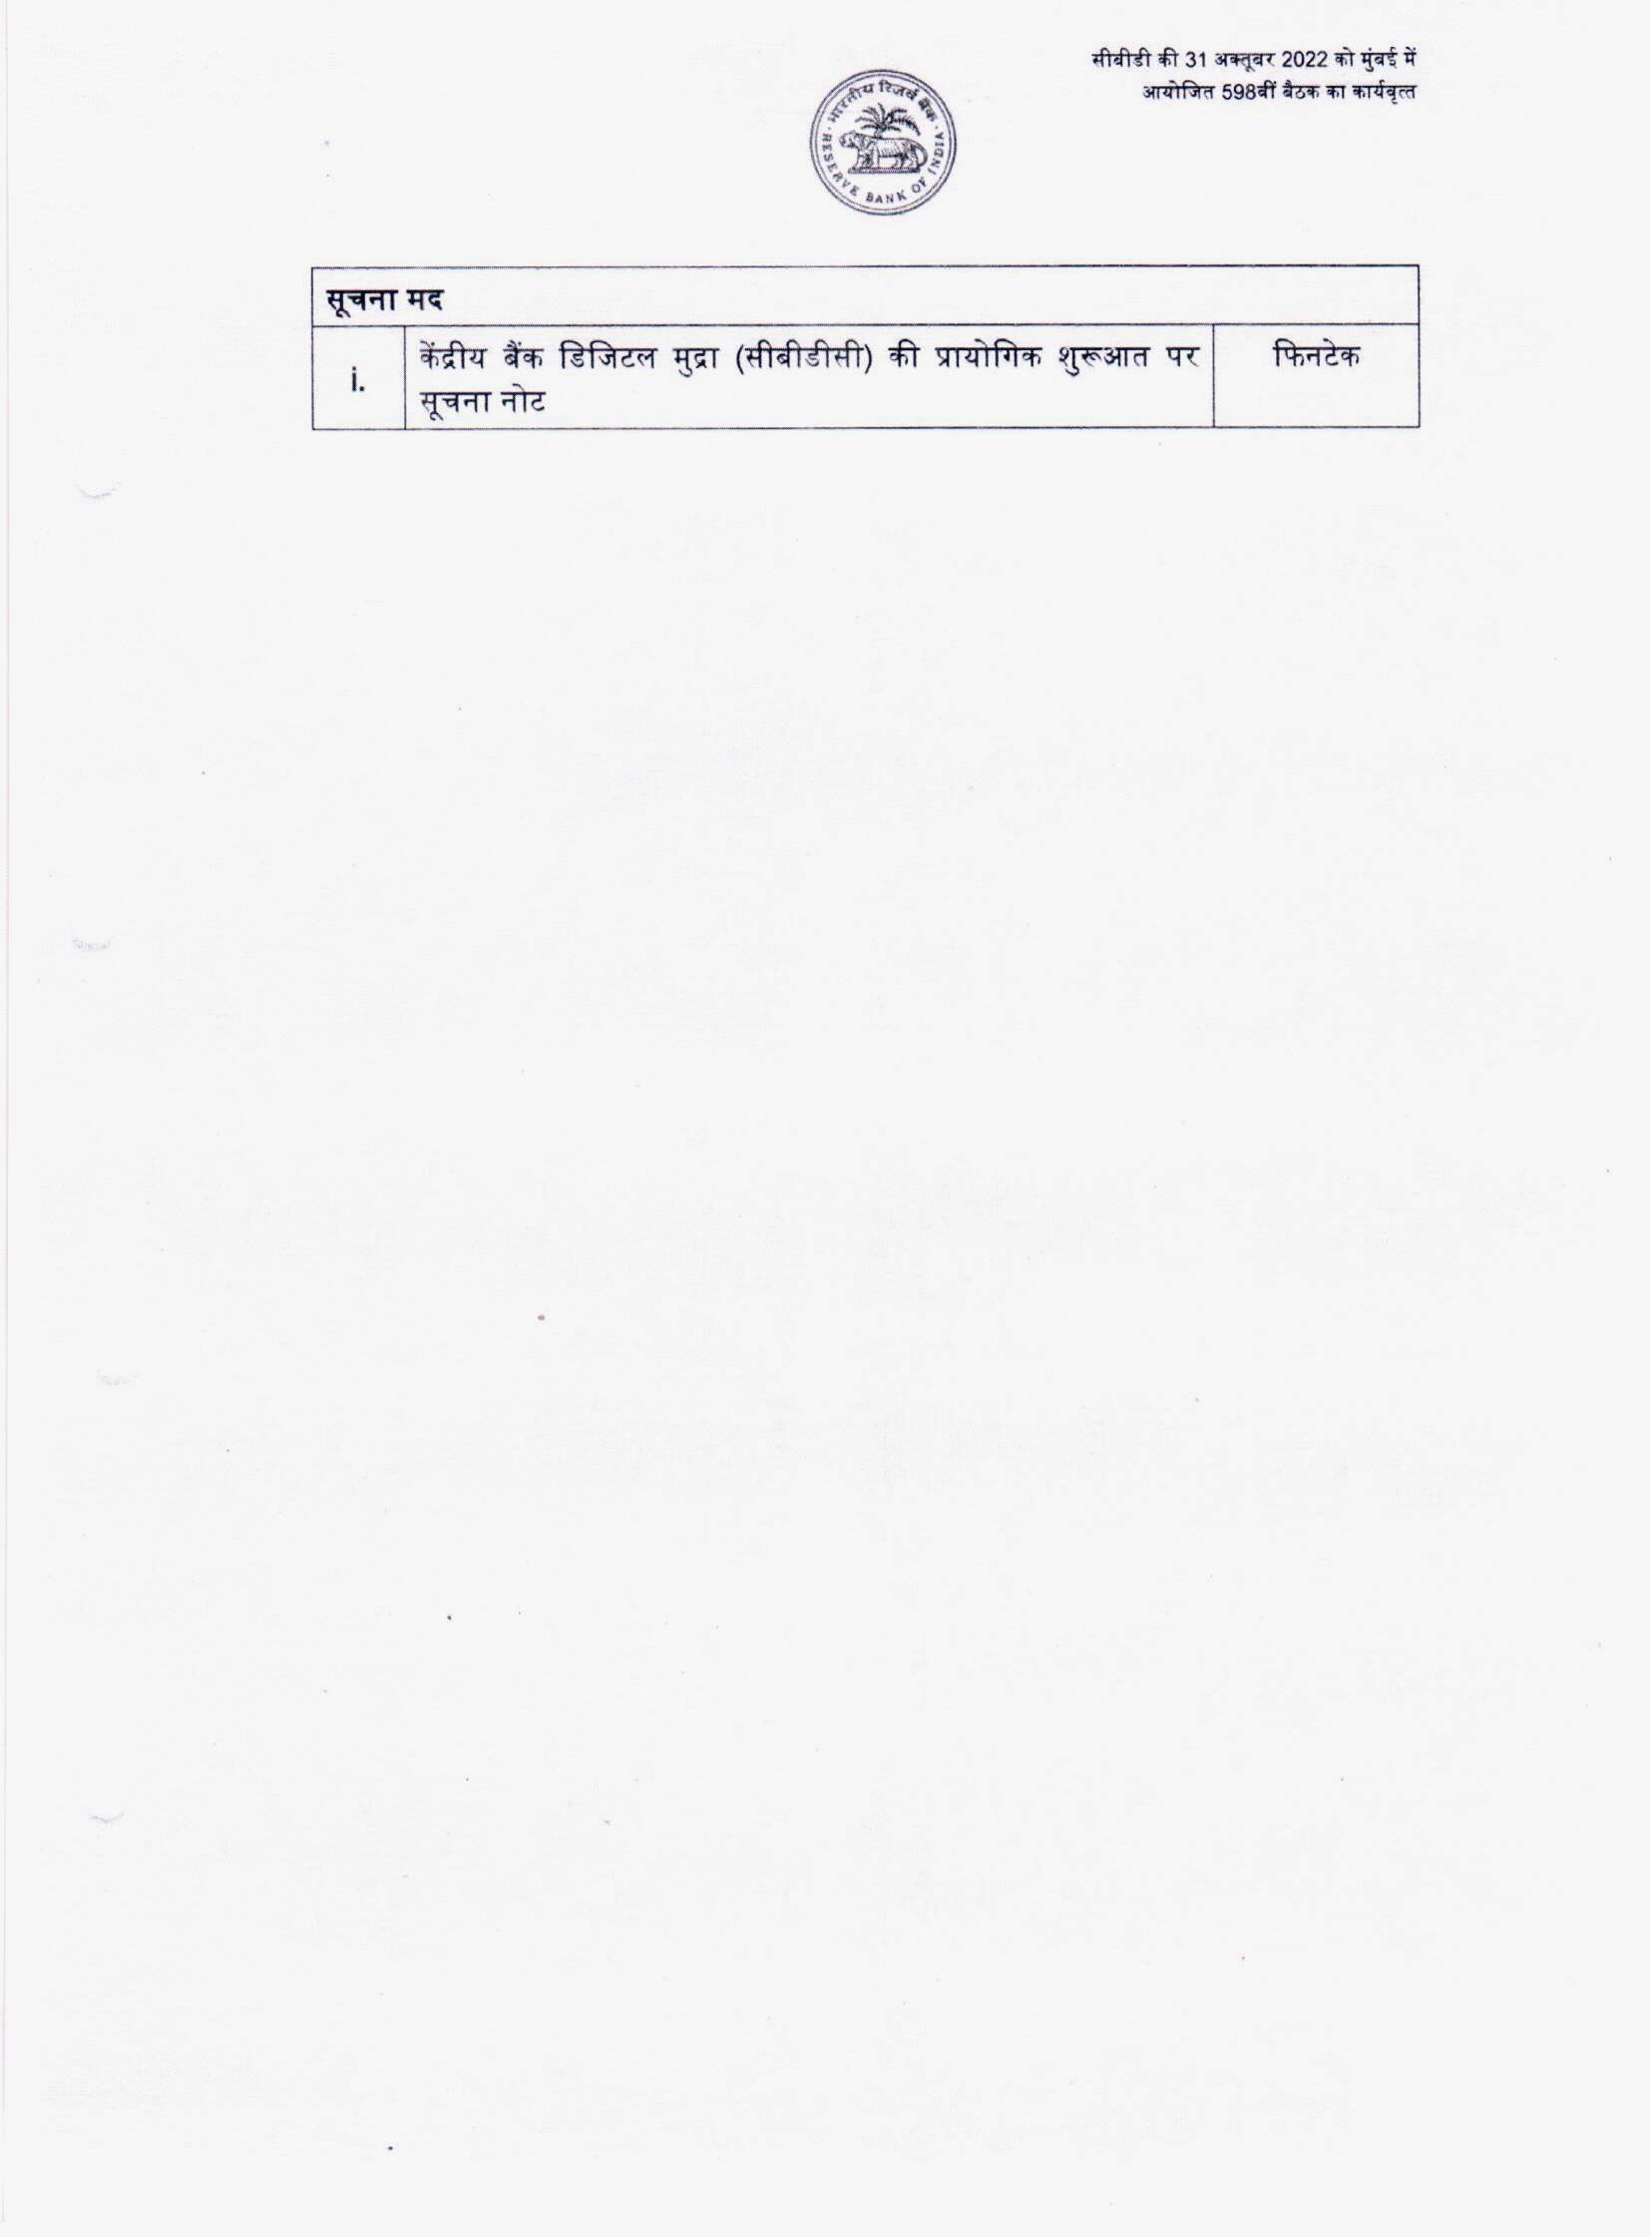 सीबीडी की 31 अक्तूबर 2022 को मुंबई में
आयोजित 598वीं बैठक का कार्यवृत्त
भारतीय रिज़र्व बैंक
RESERVE BANK OF INDIA
सूचना मद
i.
केंद्रीय बैंक डिजिटल मुद्रा (सीबीडीसी) की प्रायोगिक शुरूआत पर
सूचना नोट
फिनटेक